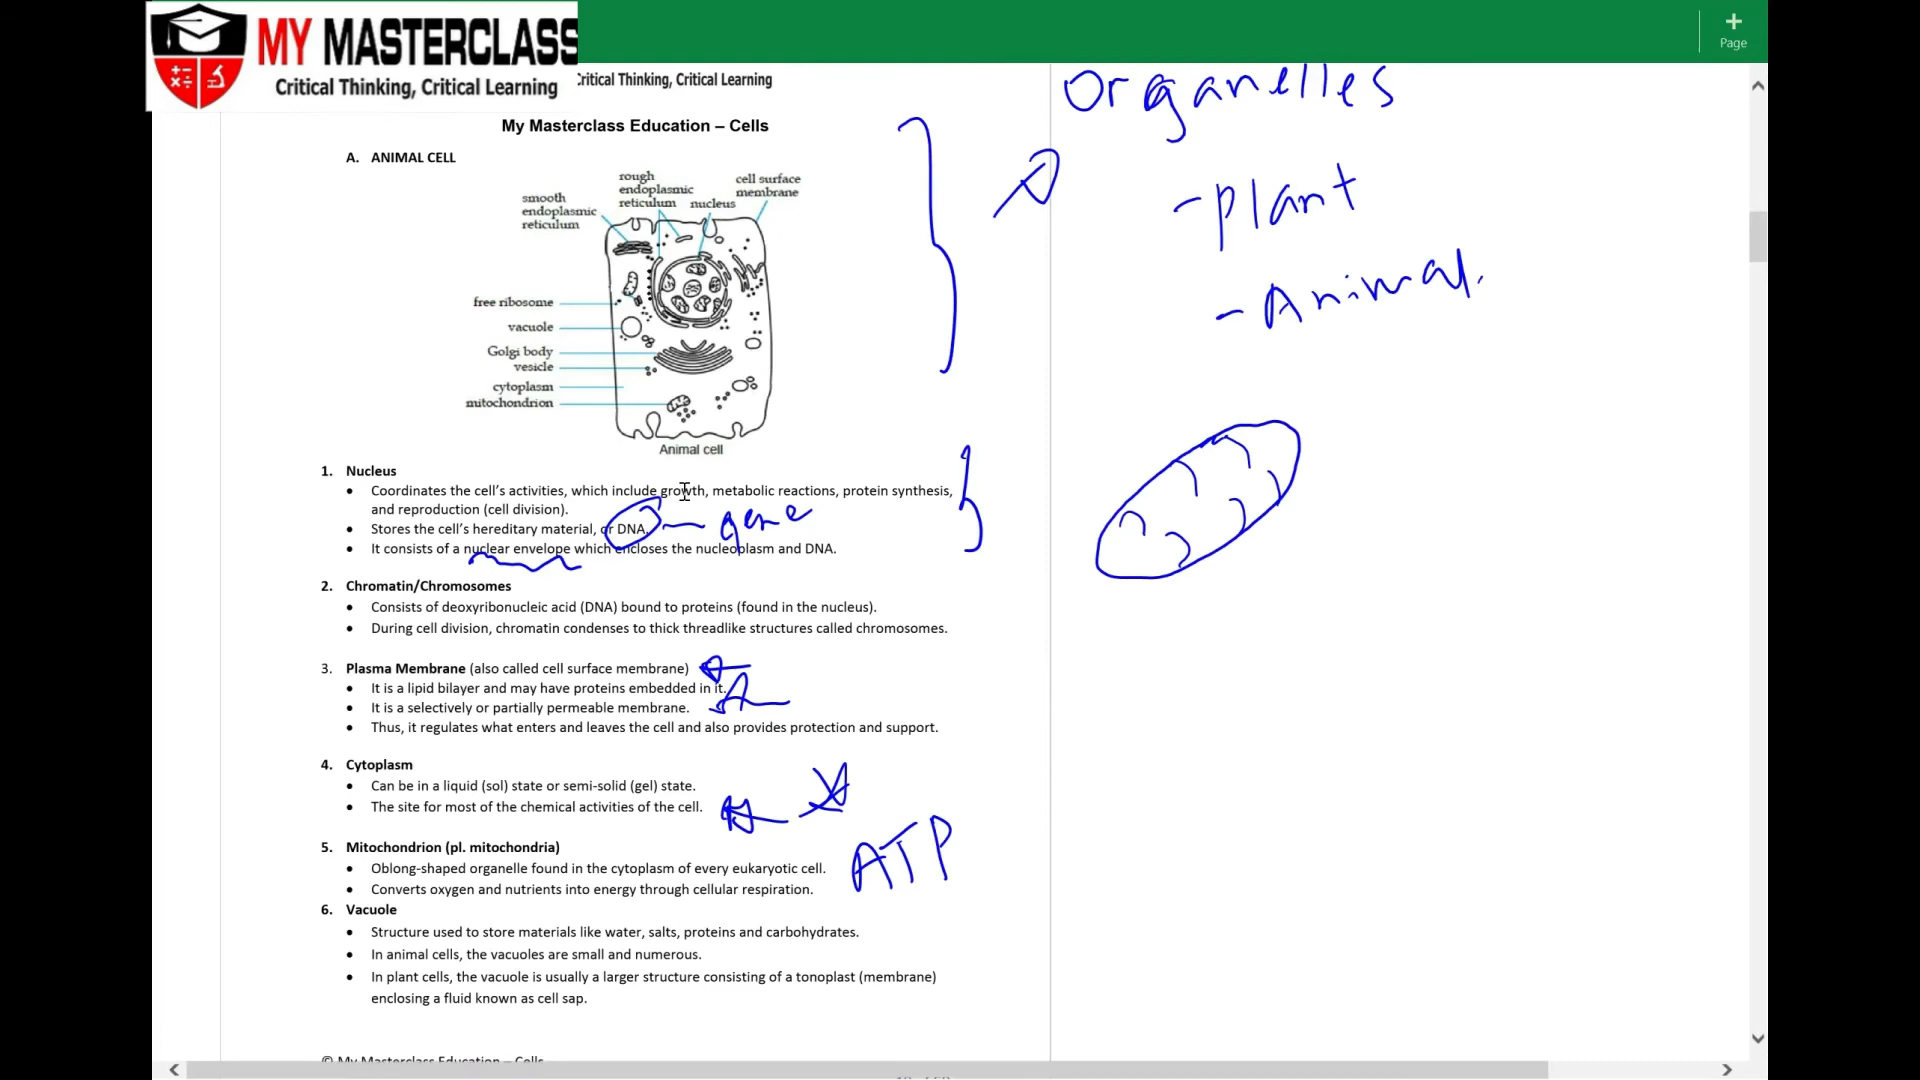 MY MASTERCLASS
Critical Thinking, Critical Learning
Critical Thinking, Critical Learning
Page
organelles
- Plant
- Animal.
My Masterclass Education – Cells
A. ANIMAL CELL
rough
endoplasmic
reticulum
cell surface
membrane
smooth
endoplasmic
reticulum
nucleus
free ribosome
vacuole
Golgi body
vesicle
cytoplasm
mitochondrion
Animal cell
1. Nucleus
• Coordinates the cell's activities, which include growth, metabolic reactions, protein synthesis,
and reproduction (cell division).
• Stores the cell's hereditary material, or DNA.
gene
• It consists of a nuclear envelope which encloses the nucleoplasm and DNA.
2. Chromatin/Chromosomes
• Consists of deoxyribonucleic acid (DNA) bound to proteins (found in the nucleus).
• During cell division, chromatin condenses to thick threadlike structures called chromosomes.
3. Plasma Membrane (also called cell surface membrane)
• It is a lipid bilayer and may have proteins embedded in it.
• It is a selectively or partially permeable membrane.
• Thus, it regulates what enters and leaves the cell and also provides protection and support.
4. Cytoplasm
• Can be in a liquid (sol) state or semi-solid (gel) state.
• The site for most of the chemical activities of the cell.
5. Mitochondrion (pl. mitochondria)
• Oblong-shaped organelle found in the cytoplasm of every eukaryotic cell.
• Converts oxygen and nutrients into energy through cellular respiration.
ATP
6. Vacuole
• Structure used to store materials like water, salts, proteins and carbohydrates.
• In animal cells, the vacuoles are small and numerous.
• In plant cells, the vacuole is usually a larger structure consisting of a tonoplast (membrane)
enclosing a fluid known as cell sap.
© My Masterclass Education – Cells